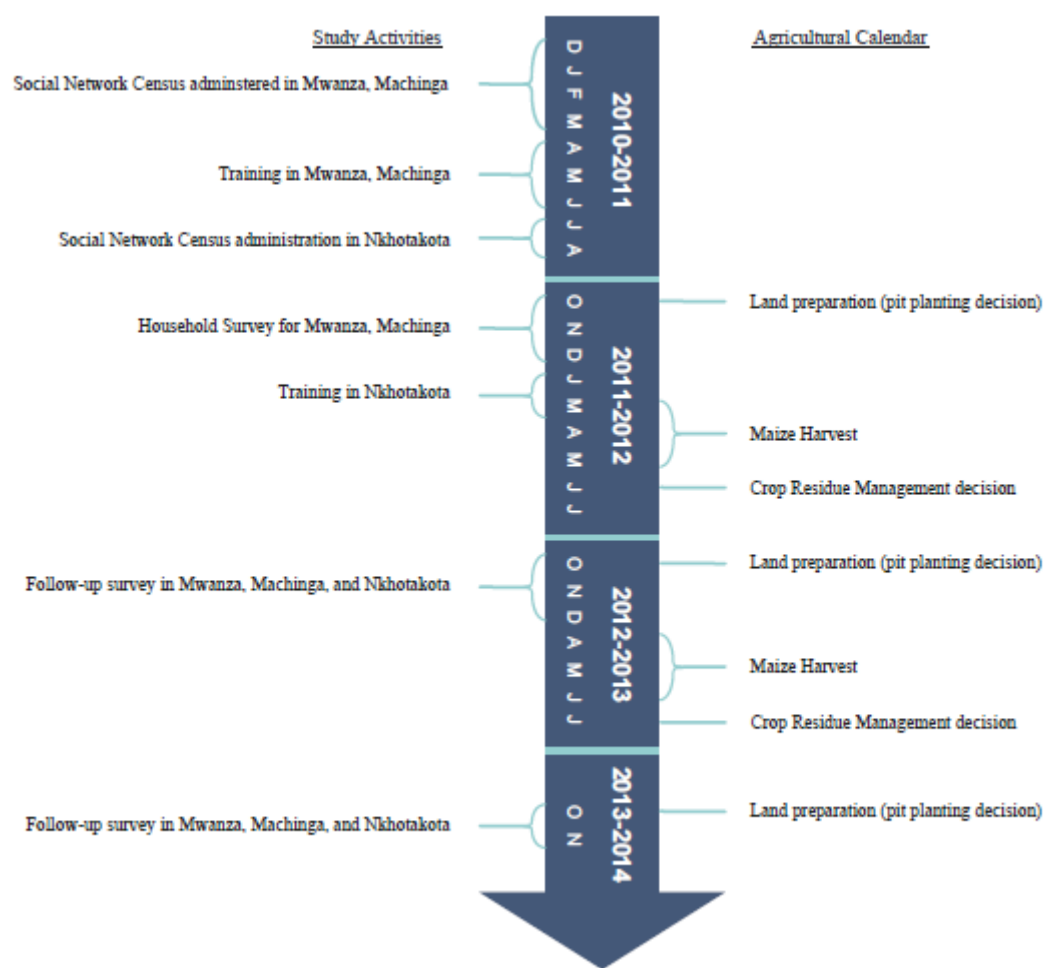 Study Activities
Agricultural Calendar
Social Network Census adminstered in Mwanza, Machinga
Training in Mwanza, Machinga
Social Network Census administration in Nkhotakota
D J F M A M J J A
2010-2011
Household Survey for Mwanza, Machinga
Training in Nkhotakota
O N D J M A M J J
2011-2012
Land preparation (pit planting decision)
Maize Harvest
Crop Residue Management decision
Follow-up survey in Mwanza, Machinga, and Nkhotakota
O N D A M J J
2012-2013
Land preparation (pit planting decision)
Maize Harvest
Crop Residue Management decision
Follow-up survey in Mwanza, Machinga, and Nkhotakota
O N
2013-2014
Land preparation (pit planting decision)